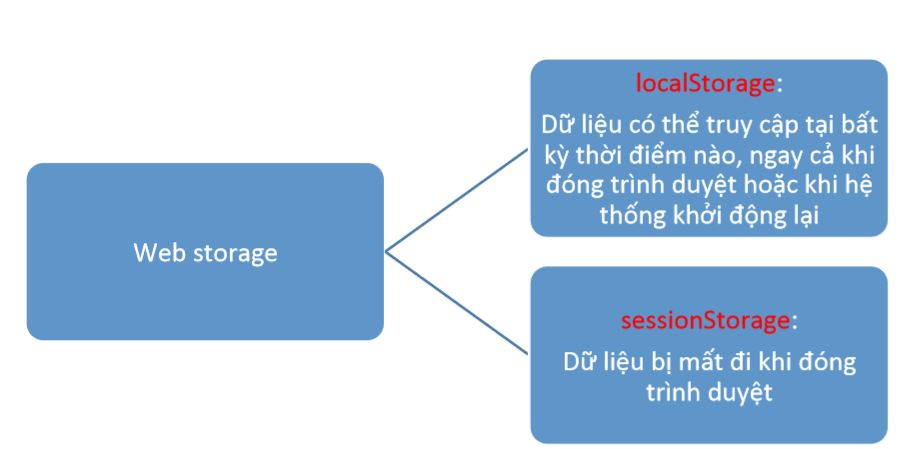 Web storage
localStorage:
Dữ liệu có thể truy cập tại bất
kỳ thời điểm nào, ngay cả khi
đóng trình duyệt hoặc khi hệ
thống khởi động lại
sessionStorage:
Dữ liệu bị mất đi khi đóng
trình duyệt